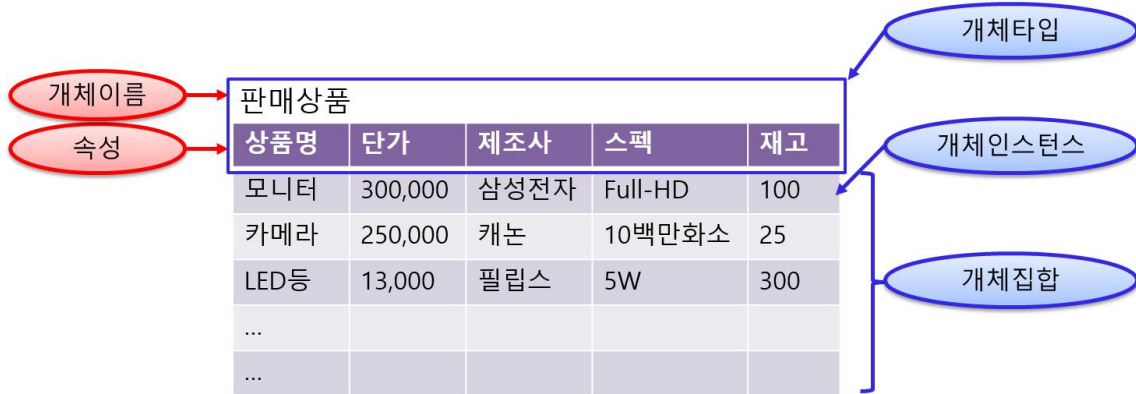 개체타입
개체이름
판매상품
속성
상품명 단가 제조사 스펙 재고
개체인스턴스
모니터 300,000 삼성전자 Full-HD 100
카메라 250,000 캐논 10백만화소 25
LED등 13,000 필립스 5W 300
개체집합
...
...